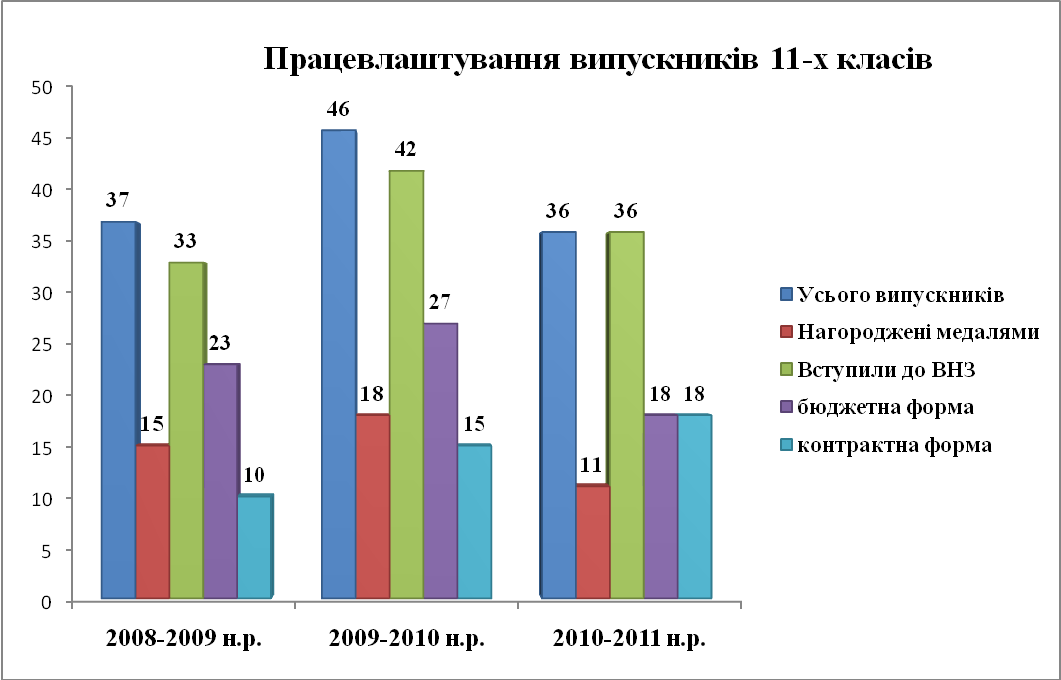 Працевлаштування випускників 11-х класів
50
45
40
35
30
25
20
15
10
5
0
37
15
33
23
10
46
18
42
27
15
36
11
36
18
18
2008-2009 н.р.
2009-2010 н.р.
2010-2011 н.р.
Усього випускників
Нагороджені медалями
Вступили до ВНЗ
бюджетна форма
контрактна форма